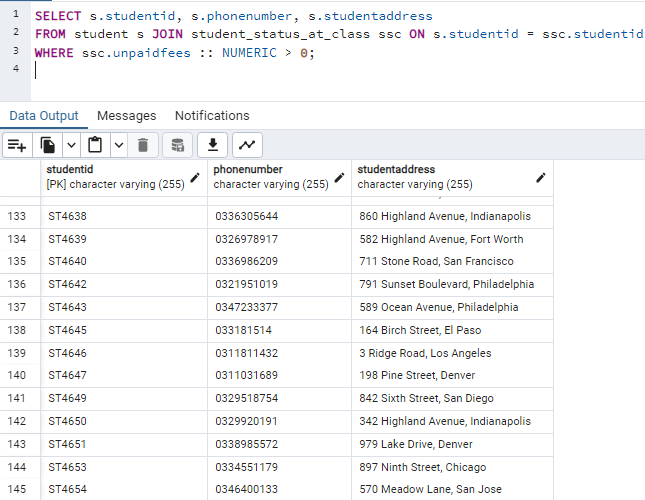 1 SELECT s.studentid, s.phonenumber, s.studentaddress
2 FROM student s JOIN student_status_at_class ssc ON s.studentid = ssc.studentid
3 WHERE ssc.unpaidfees :: NUMERIC > 0;
4
Data Output Messages Notifications
studentid phonenumber studentaddress
[PK] character varying (255) character varying (255) character varying (255)
133 ST4638 0336305644 860 Highland Avenue, Indianapolis
134 ST4639 0326978917 582 Highland Avenue, Fort Worth
135 ST4640 0336986209 711 Stone Road, San Francisco
136 ST4642 0321951019 791 Sunset Boulevard, Philadelphia
137 ST4643 0347233377 589 Ocean Avenue, Philadelphia
138 ST4645 033181514 164 Birch Street, El Paso
139 ST4646 0311811432 3 Ridge Road, Los Angeles
140 ST4647 0311031689 198 Pine Street, Denver
141 ST4649 0329518754 842 Sixth Street, San Diego
142 ST4650 0329920191 342 Highland Avenue, Indianapolis
143 ST4651 0338985572 979 Lake Drive, Denver
144 ST4653 0334551179 897 Ninth Street, Chicago
145 ST4654 0346400133 570 Meadow Lane, San Jose